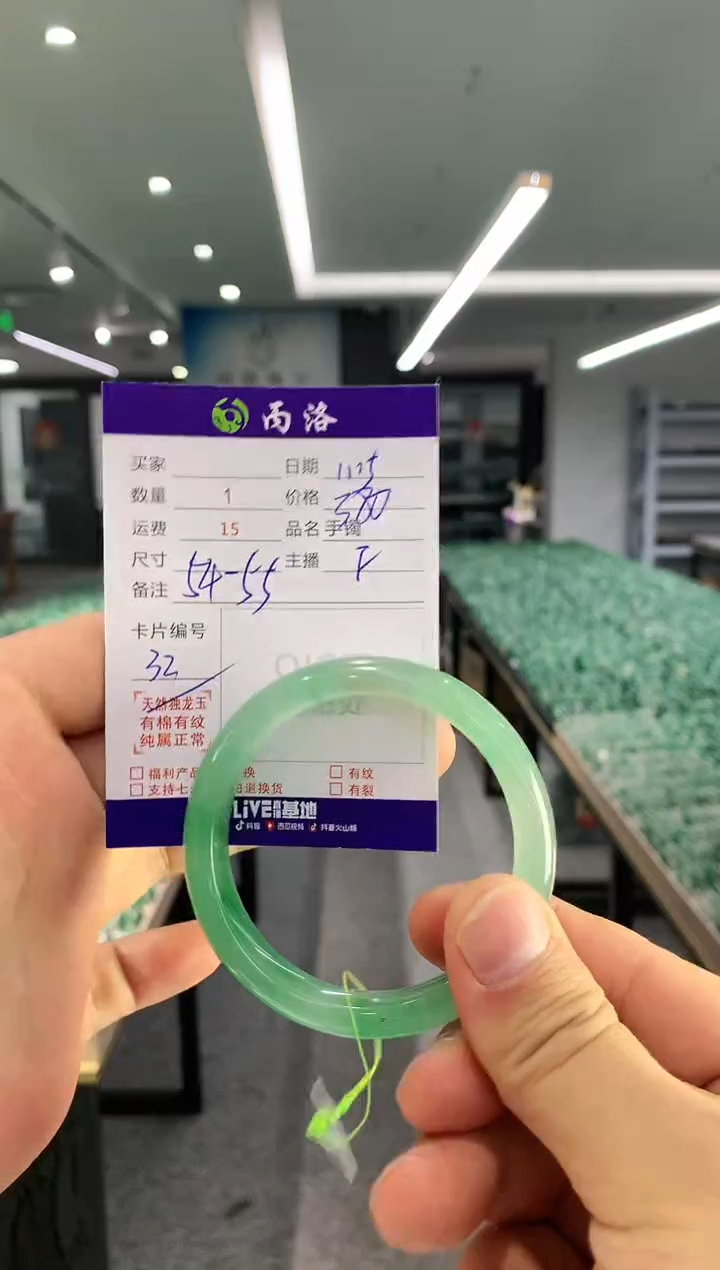 丙洛
买家 日期 11.25
数量 1 价格 580
运费 15 品名 手镯
尺寸 54-55 主播 F
备注
卡片编号
32
天然独龙玉
有棉有纹
纯属正常
福利产品 换 有纹
支持七 退换货 有裂
LiVE 基地
抖音 西瓜视频 抖音火山版